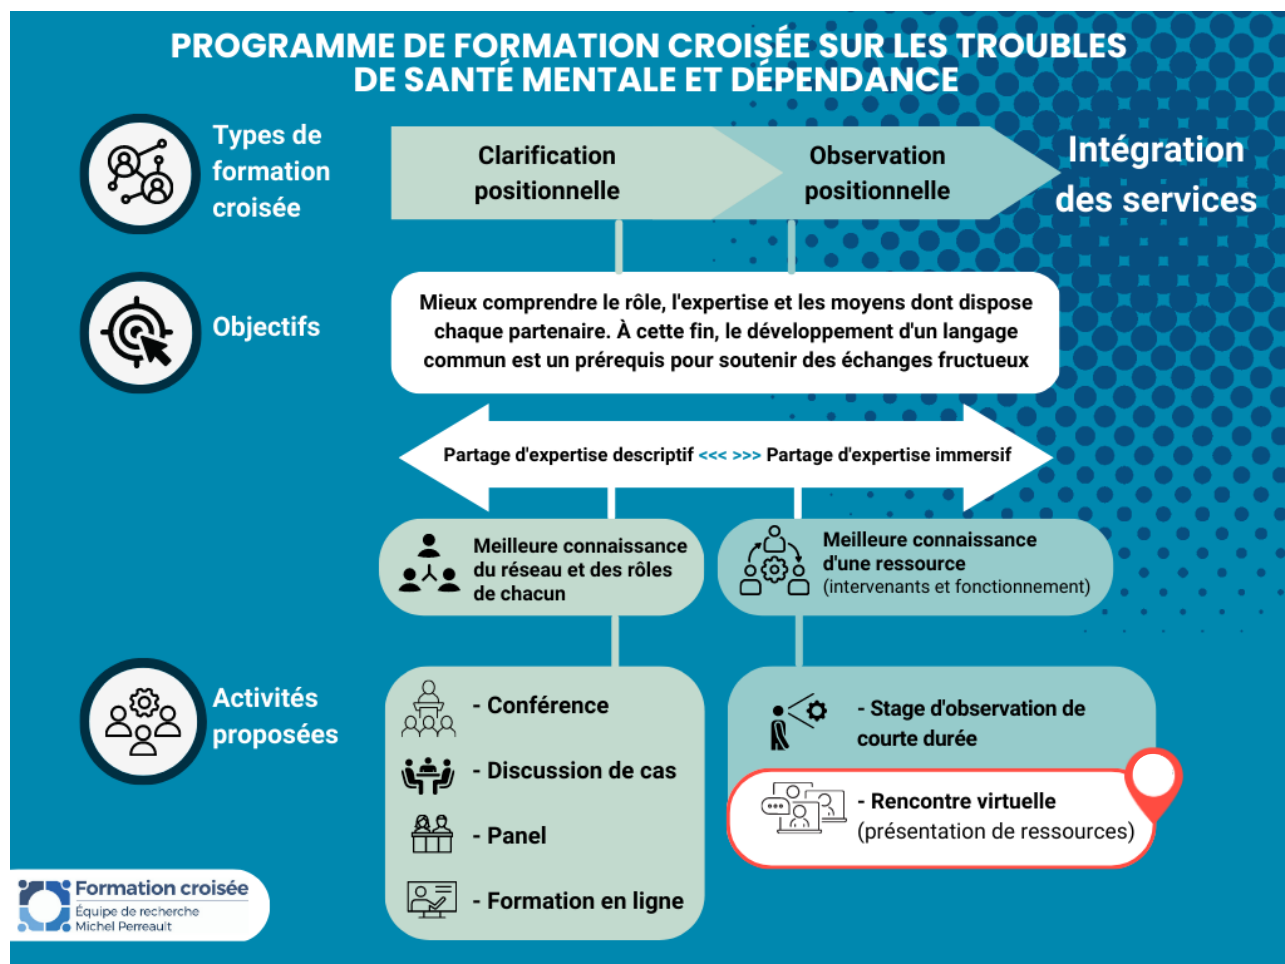 PROGRAMME DE FORMATION CROISÉE SUR LES TROUBLES
DE SANTÉ MENTALE ET DÉPENDANCE
Types de
formation
croisée
Clarification
positionnelle
Observation
positionnelle
Intégration
des services
Objectifs
Mieux comprendre le rôle, l'expertise et les moyens dont dispose
chaque partenaire. À cette fin, le développement d'un langage
commun est un prérequis pour soutenir des échanges fructueux
Partage d'expertise descriptif <<< >>> Partage d'expertise immersif
Meilleure connaissance
du réseau et des rôles
de chacun
Meilleure connaissance
d'une ressource
(intervenants et fonctionnement)
Activités
proposées
- Conférence
- Discussion de cas
- Panel
- Formation en ligne
- Stage d'observation de
courte durée
- Rencontre virtuelle
(présentation de ressources)
Formation croisée
Équipe de recherche
Michel Perreault